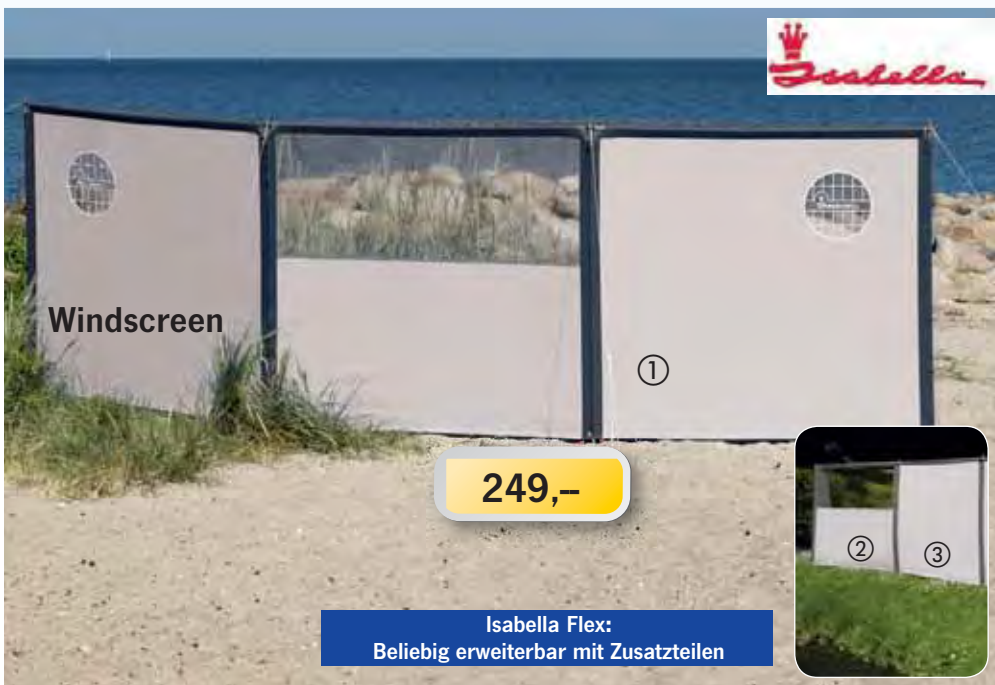 Isabella
Windscreen
①
249,--
②
③
Isabella Flex:
Beliebig erweiterbar mit Zusatzteilen